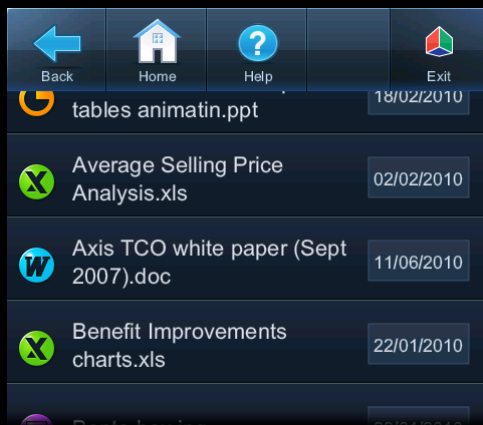 Back
Home
Help
Exit
tables animatin.ppt
18/02/2010
Average Selling Price
Analysis.xls
02/02/2010
Axis TCO white paper (Sept
2007).doc
11/06/2010
Benefit Improvements
charts.xls
22/01/2010